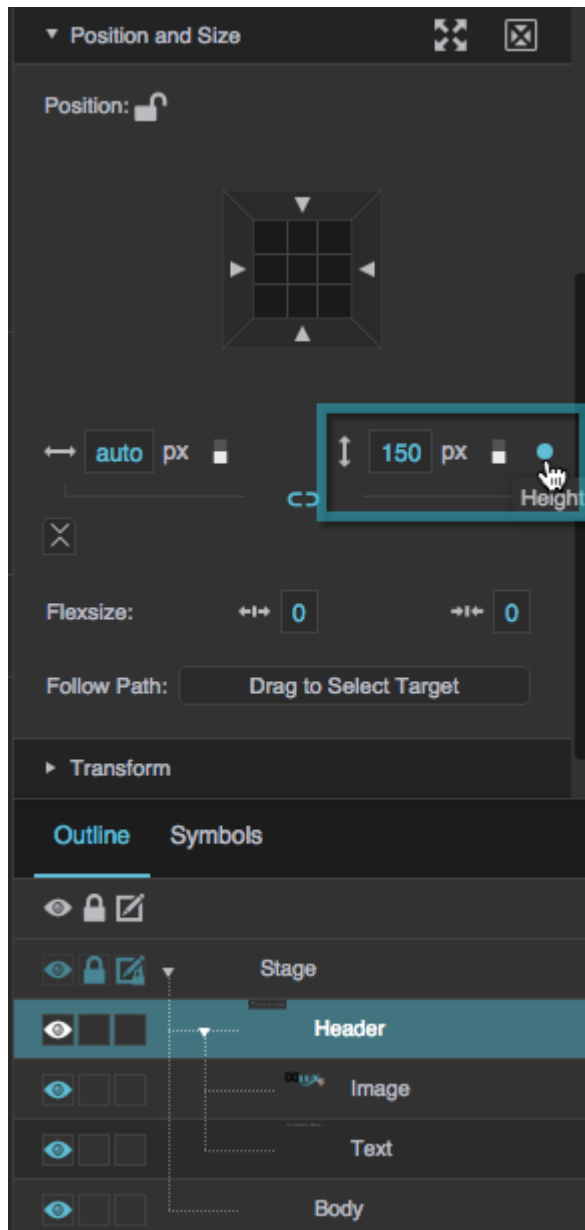 Position and Size
Position:
auto px 150 px
Height
Flexsize: 0 0
Follow Path: Drag to Select Target
Transform
Outline Symbols
Stage
Header
Image
Text
Body